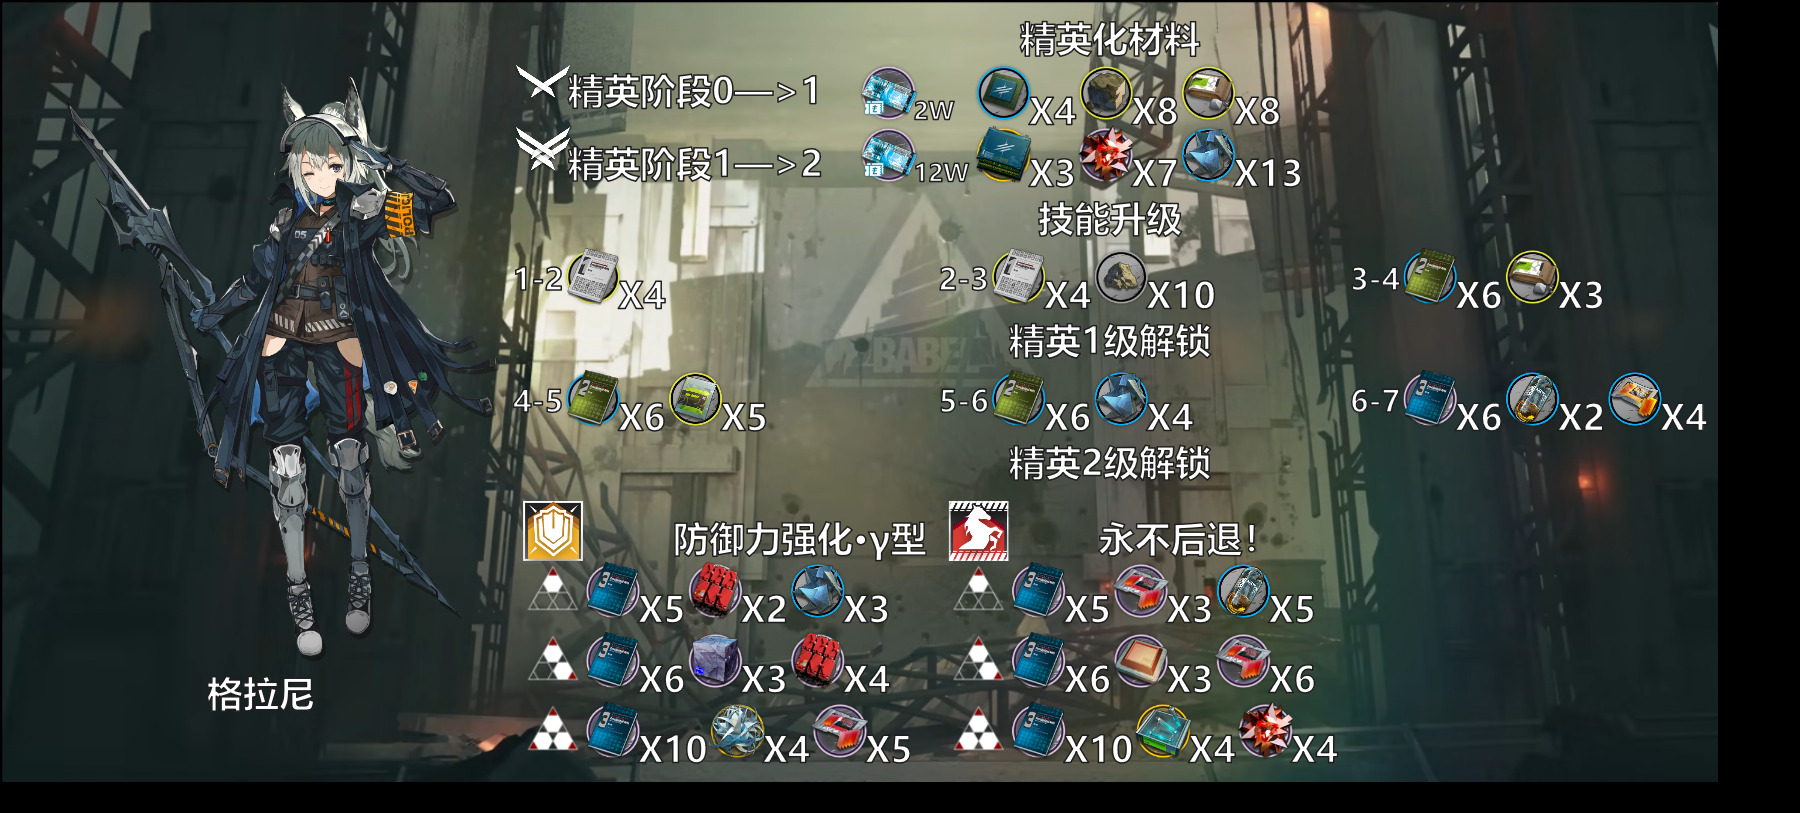 精英化材料
精英阶段0—>1 2W X4 X8 X8
精英阶段1—>2 12W X3 X7 X13
技能升级
1-2 X4 2-3 X4 X10 3-4 X6 X3
精英1级解锁
4-5 X6 X5 5-6 X6 X4 6-7 X6 X2 X4
精英2级解锁
防御力强化·γ型 永不后退!
X5 X2 X3 X5 X3 X5
X6 X3 X4 X6 X3 X6
X10 X4 X5 X10 X4 X4
格拉尼
POLICE
05
BABEL